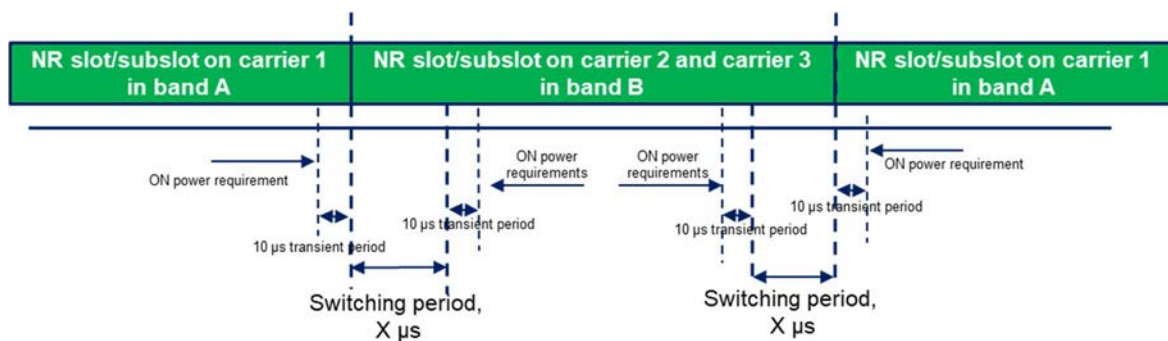 NR slot/subslot on carrier 1
in band A
NR slot/subslot on carrier 2 and carrier 3
in band B
NR slot/subslot on carrier 1
in band A
ON power requirement
10 µs transient period
ON power
requirements
10 µs transient period
ON power
requirements
10 µs transient period
ON power requirement
10 µs transient period
Switching period,
X µs
Switching period,
X µs